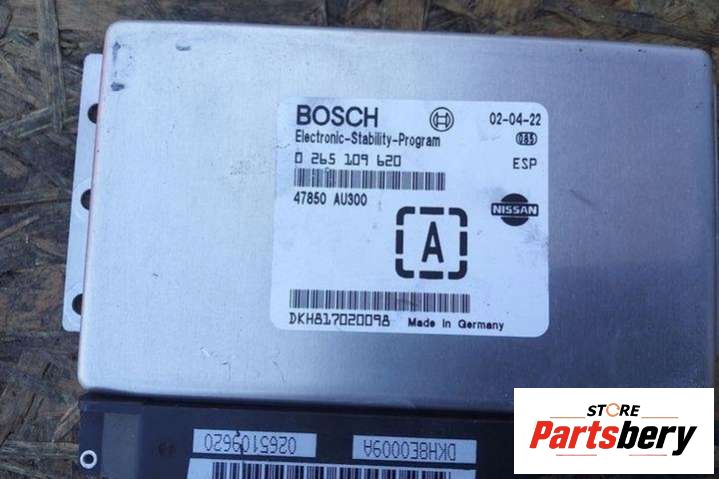 BOSCH
02-04-22
Electronic-Stability-Program
065
0 265 109 620
ESP
47850 AU300
NISSAN
A
DKH817020098 Made in Germany
0265109620
DKH8E0009A
STORE
Partsbery